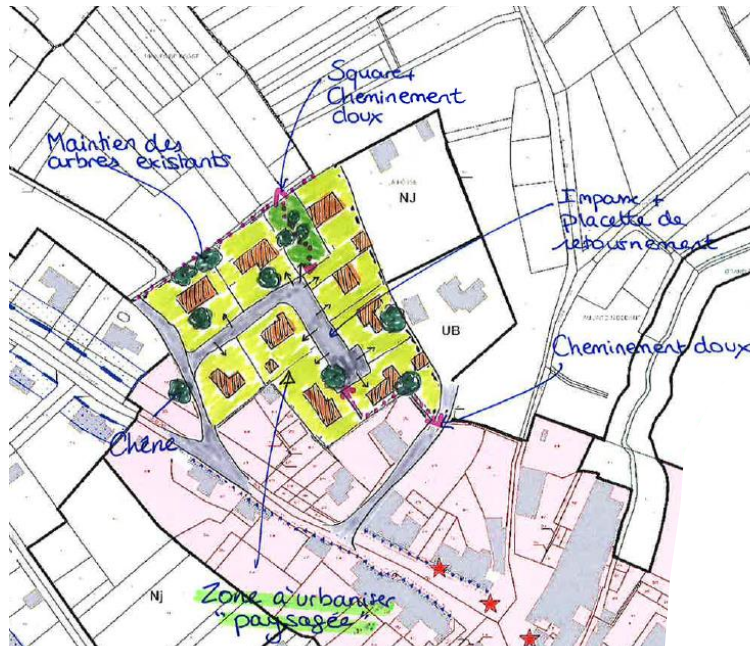 Square +
Cheminement
doux
Maintien des
arbres existants
NJ
Impasse +
placette de
retournement
UB
Cheminement doux
Chêne
Nj
Zone à urbaniser
"paysagée"